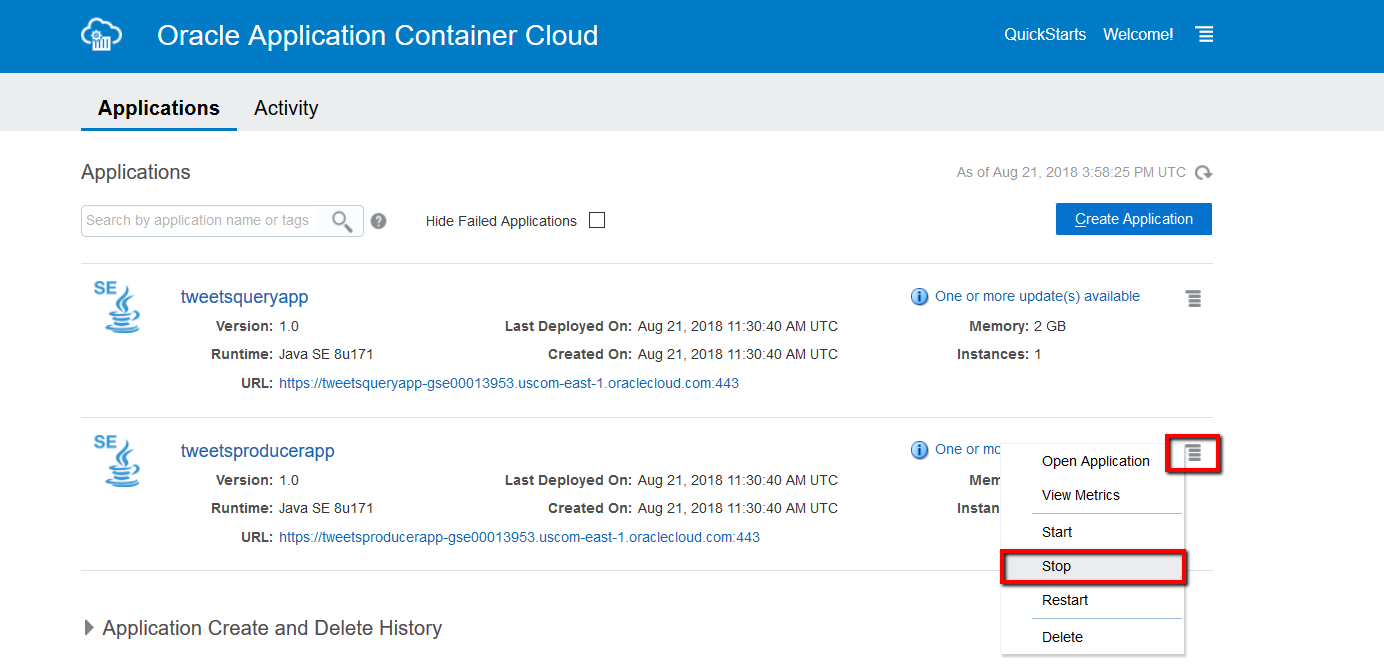 Oracle Application Container Cloud
QuickStarts Welcome!
Applications Activity
Applications
As of Aug 21, 2018 3:58:25 PM UTC
Search by application name or tags
?
Hide Failed Applications
Create Application
SE
tweetsqueryapp
i One or more update(s) available
Version: 1.0 Last Deployed On: Aug 21, 2018 11:30:40 AM UTC Memory: 2 GB
Runtime: Java SE 8u171 Created On: Aug 21, 2018 11:30:40 AM UTC Instances: 1
URL: https://tweetsqueryapp-gse00013953.uscom-east-1.oraclecloud.com:443
SE
tweetsproducerapp
i One or mo
Version: 1.0 Last Deployed On: Aug 21, 2018 11:30:40 AM UTC Mem
Runtime: Java SE 8u171 Created On: Aug 21, 2018 11:30:40 AM UTC Instan
URL: https://tweetsproducerapp-gse00013953.uscom-east-1.oraclecloud.com:443
Open Application
View Metrics
Start
Stop
Restart
Delete
Application Create and Delete History